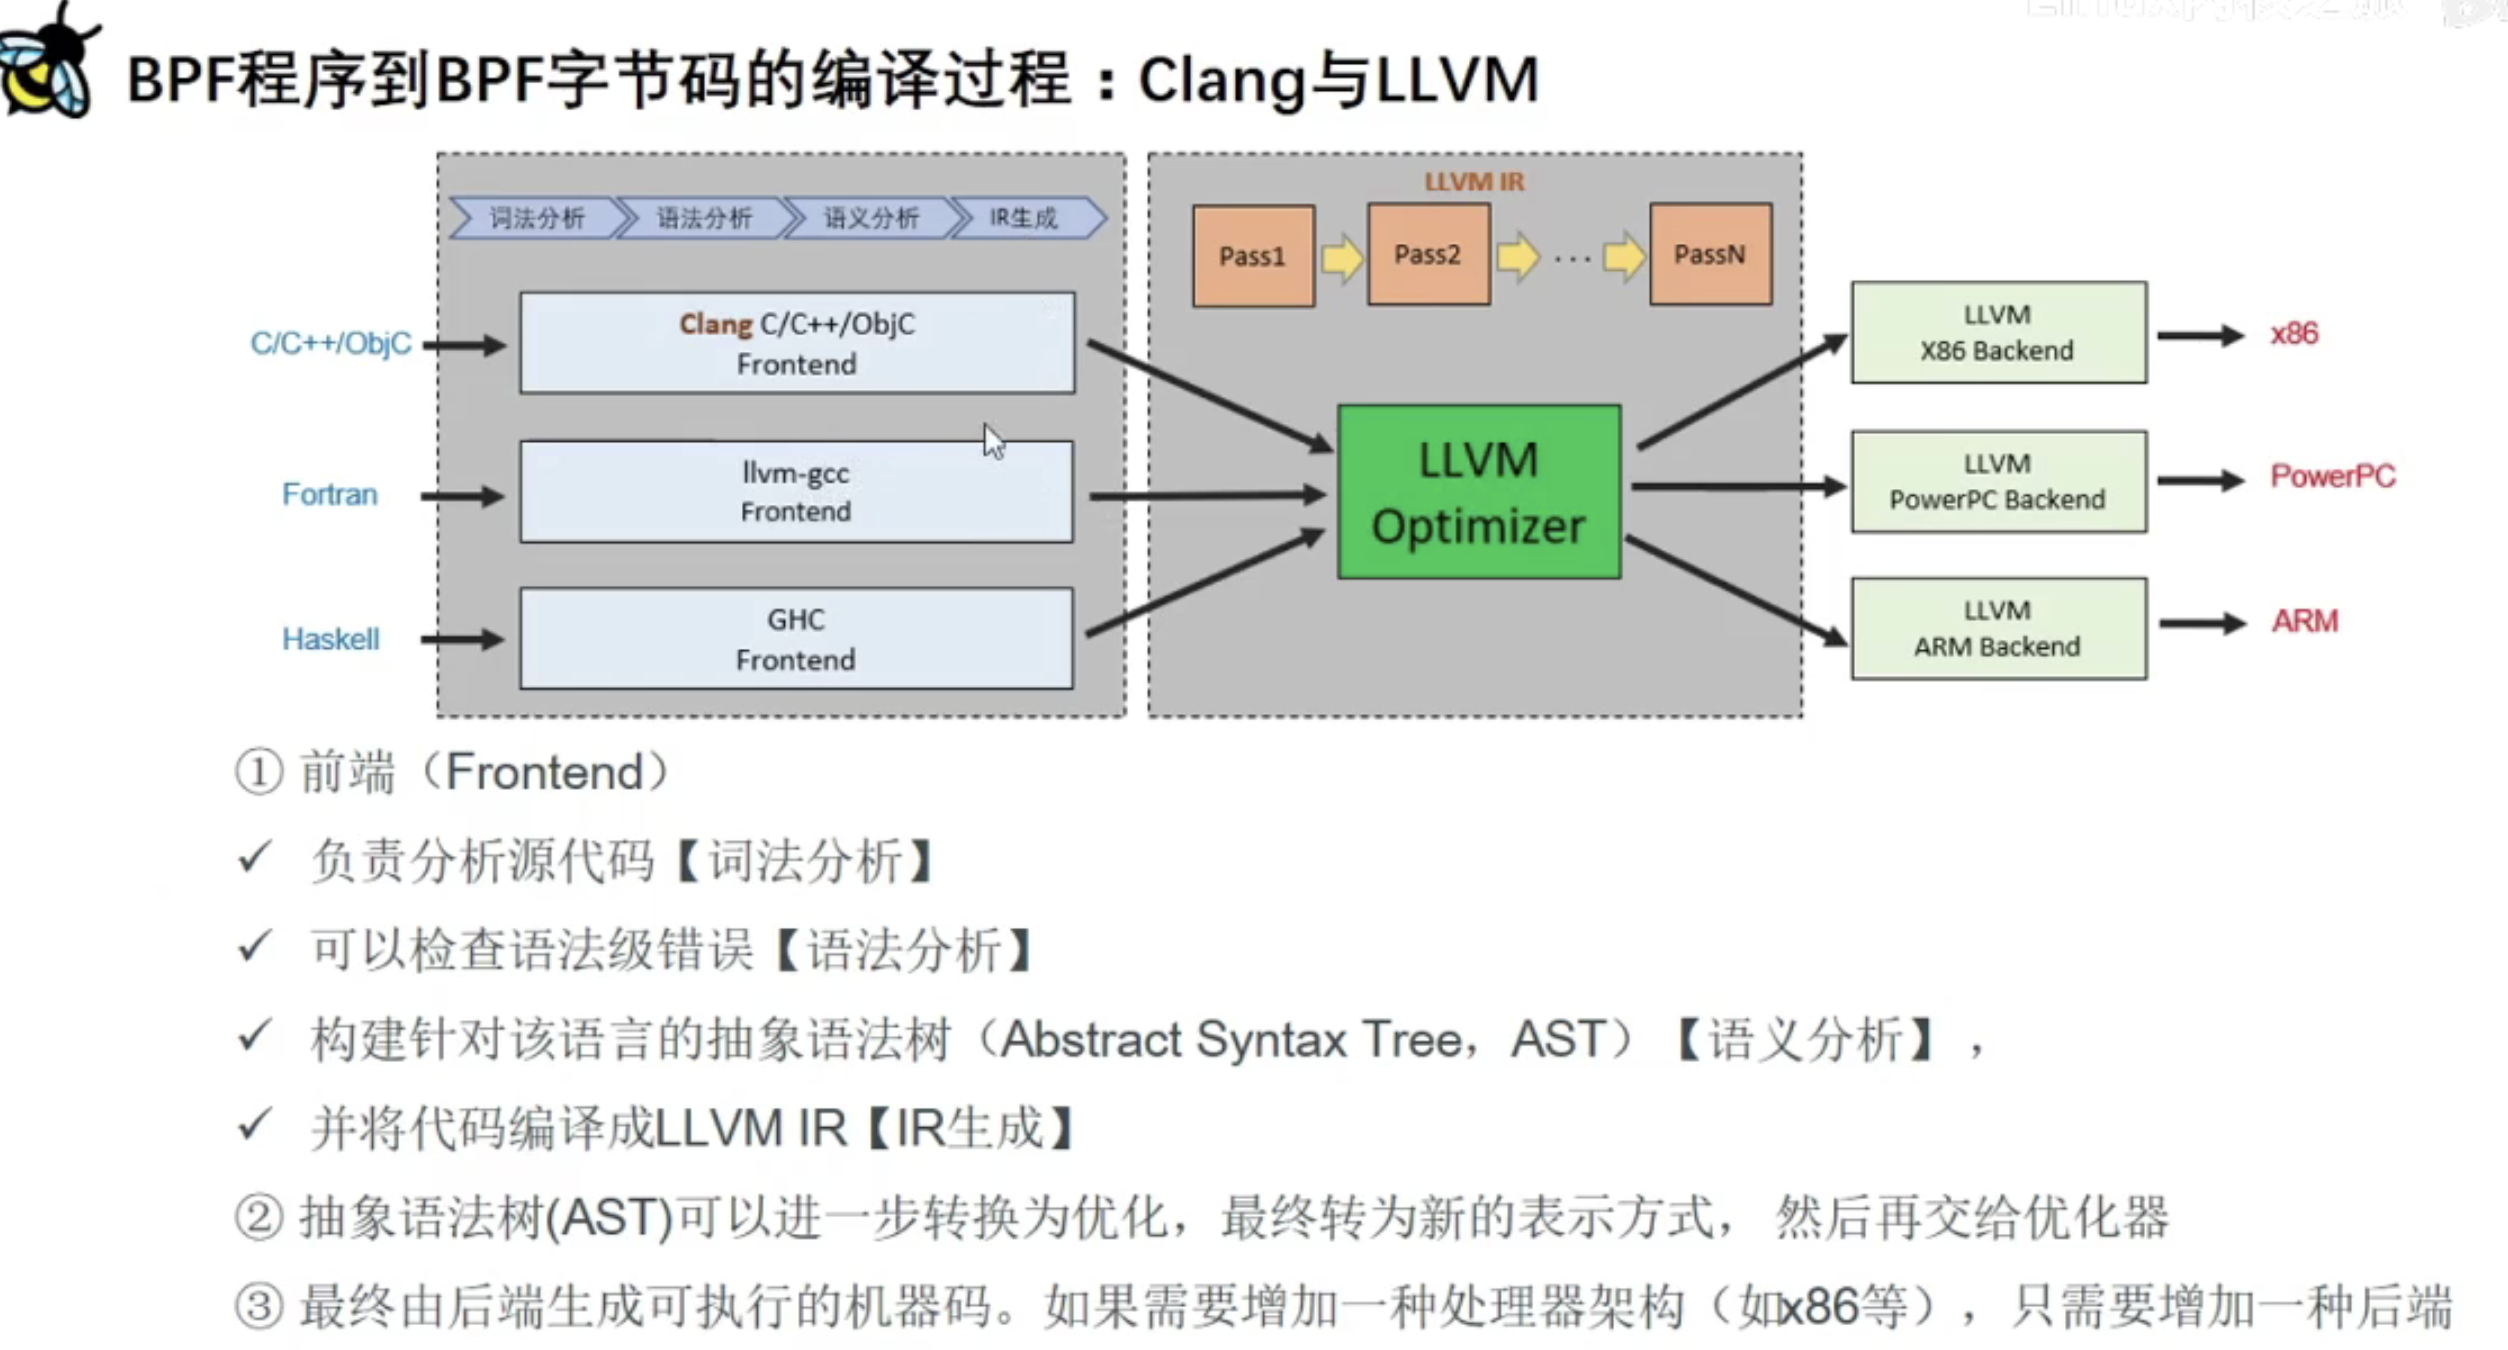 BPF程序到BPF字节码的编译过程：Clang与LLVM
词法分析
语法分析
语义分析
IR生成
LLVM IR
Pass1
Pass2
...
PassN
C/C++/ObjC
Clang C/C++/ObjC
Frontend
Fortran
llvm-gcc
Frontend
Haskell
GHC
Frontend
LLVM
Optimizer
LLVM
X86 Backend
x86
LLVM
PowerPC Backend
PowerPC
LLVM
ARM Backend
ARM
① 前端（Frontend）
✓ 负责分析源代码【词法分析】
✓ 可以检查语法级错误【语法分析】
✓ 构建针对该语言的抽象语法树（Abstract Syntax Tree，AST）【语义分析】，
✓ 并将代码编译成LLVM IR【IR生成】
② 抽象语法树(AST)可以进一步转换为优化，最终转为新的表示方式，然后再交给优化器
③ 最终由后端生成可执行的机器码。如果需要增加一种处理器架构（如x86等），只需要增加一种后端